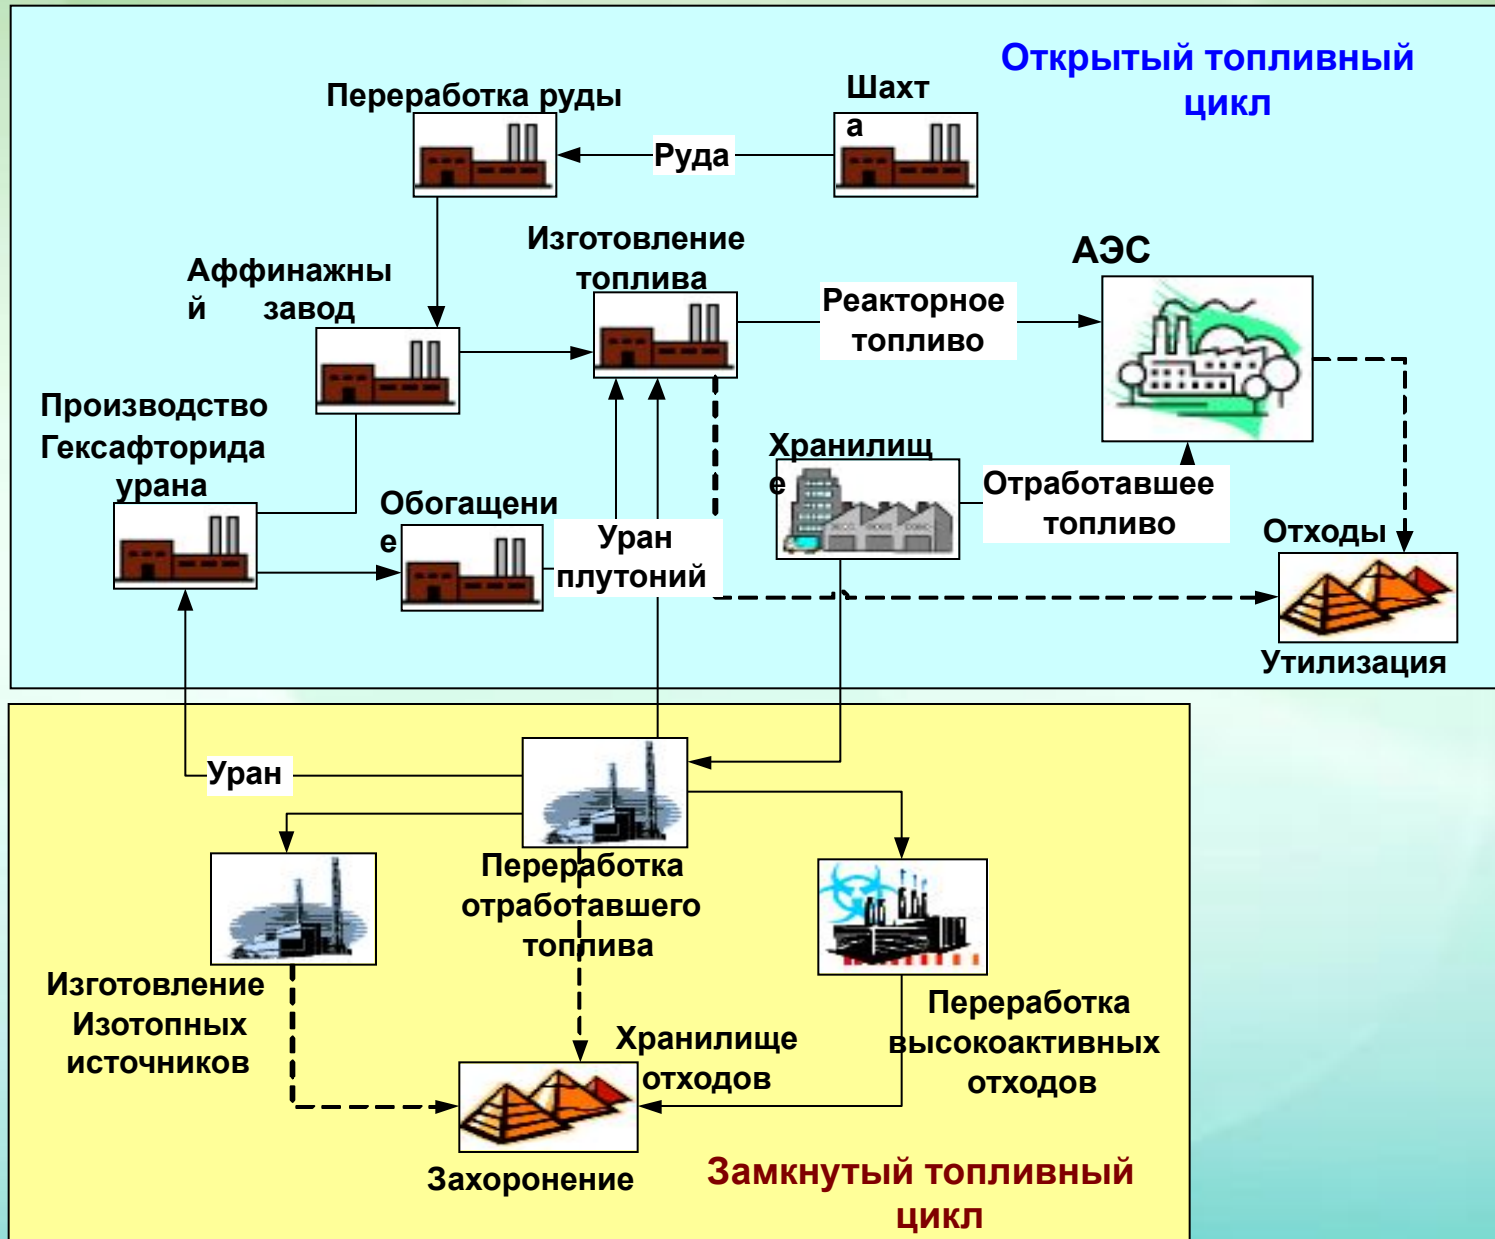 Открытый топливный
цикл
Переработка руды
Шахт
а
Руда
Изготовление
топлива
АЭС
Аффинажны
й завод
Реакторное
топливо
Производство
Гексафторида
урана
Хранилищ
е
Обогащени
е
Уран
плутоний
Отработавшее
топливо
Отходы
Утилизация
Уран
Переработка
отработавшего
топлива
Изготовление
Изотопных
источников
Хранилище
отходов
Переработка
высокоактивных
отходов
Захоронение
Замкнутый топливный
цикл